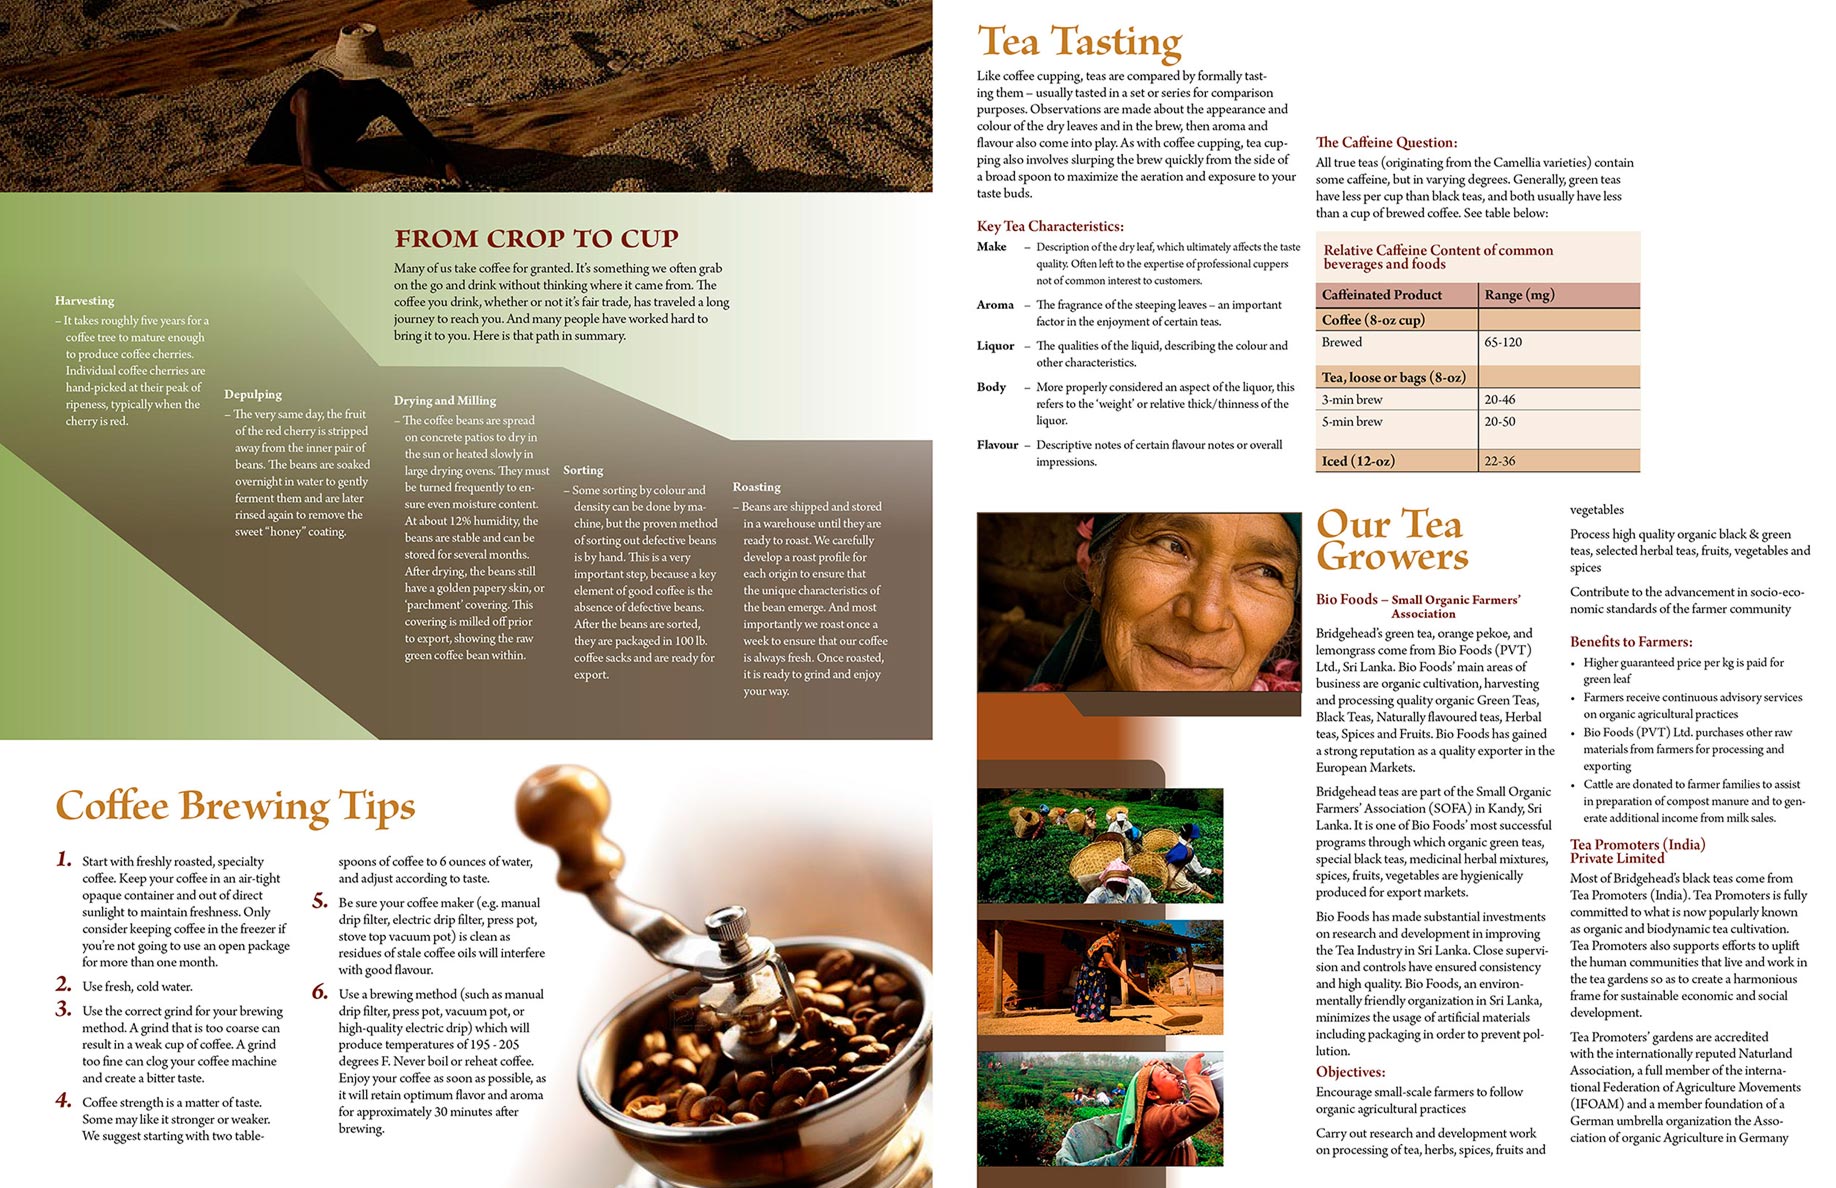 FROM CROP TO CUP
Many of us take coffee for granted. It’s something we often grab
on the go and drink without thinking where it came from. The
coffee you drink, whether or not it’s fair trade, has traveled a long
journey to reach you. And many people have worked hard to
bring it to you. Here is that path in summary.
Harvesting
– It takes roughly five years for a
coffee tree to mature enough
to produce coffee cherries.
Individual coffee cherries are
hand-picked at their peak of
ripeness, typically when the
cherry is red.
Depulping
– The very same day, the fruit
of the red cherry is stripped
away from the inner pair of
beans. The beans are soaked
overnight in water to gently
ferment them and are later
rinsed again to remove the
sweet “honey” coating.
Drying and Milling
– The coffee beans are spread
on concrete patios to dry in
the sun or heated slowly in
large drying ovens. They must
be turned frequently to en-
sure even moisture content.
At about 12% humidity, the
beans are stable and can be
stored for several months.
After drying, the beans still
have a golden papery skin, or
‘parchment’ covering. This
covering is milled off prior
to export, showing the raw
green coffee bean within.
Sorting
– Some sorting by colour and
density can be done by ma-
chine, but the proven method
of sorting out defective beans
is by hand. This is a very
important step, because a key
element of good coffee is the
absence of defective beans.
After the beans are sorted,
they are packaged in 100 lb.
coffee sacks and are ready for
export.
Roasting
– Beans are shipped and stored
in a warehouse until they are
ready to roast. We carefully
develop a roast profile for
each origin to ensure that
the unique characteristics of
the bean emerge. And most
importantly we roast once a
week to ensure that our coffee
is always fresh. Once roasted,
it is ready to grind and enjoy
your way.
Coffee Brewing Tips
1. Start with freshly roasted, specialty
coffee. Keep your coffee in an air-tight
opaque container and out of direct
sunlight to maintain freshness. Only
consider keeping coffee in the freezer if
you’re not going to use an open package
for more than one month.
2. Use fresh, cold water.
3. Use the correct grind for your brewing
method. A grind that is too coarse can
result in a weak cup of coffee. A grind
too fine can clog your coffee machine
and create a bitter taste.
4. Coffee strength is a matter of taste.
Some may like it stronger or weaker.
We suggest starting with two table-
spoons of coffee to 6 ounces of water,
and adjust according to taste.
5. Be sure your coffee maker (e.g. manual
drip filter, electric drip filter, press pot,
stove top vacuum pot) is clean as
residues of stale coffee oils will interfere
with good flavour.
6. Use a brewing method (such as manual
drip filter, press pot, vacuum pot, or
high-quality electric drip) which will
produce temperatures of 195 - 205
degrees F. Never boil or reheat coffee.
Enjoy your coffee as soon as possible, as
it will retain optimum flavor and aroma
for approximately 30 minutes after
brewing.
Tea Tasting
Like coffee cupping, teas are compared by formally tast-
ing them – usually tasted in a set or series for comparison
purposes. Observations are made about the appearance and
colour of the dry leaves and in the brew, then aroma and
flavour also come into play. As with coffee cupping, tea cup-
ping also involves slurping the brew quickly from the side of
a broad spoon to maximize the aeration and exposure to your
taste buds.
Key Tea Characteristics:
Make – Description of the dry leaf, which ultimately affects the taste
quality. Often left to the expertise of professional cuppers
not of common interest to customers.
Aroma – The fragrance of the steeping leaves – an important
factor in the enjoyment of certain teas.
Liquor – The qualities of the liquid, describing the colour and
other characteristics.
Body – More properly considered an aspect of the liquor, this
refers to the ‘weight’ or relative thick/thinness of the
liquor.
Flavour – Descriptive notes of certain flavour notes or overall
impressions.
The Caffeine Question:
All true teas (originating from the Camellia varieties) contain
some caffeine, but in varying degrees. Generally, green teas
have less per cup than black teas, and both usually have less
than a cup of brewed coffee. See table below:
Relative Caffeine Content of common
beverages and foods
Caffeinated Product Range (mg)
Coffee (8-oz cup)
Brewed 65-120
Tea, loose or bags (8-oz)
3-min brew 20-46
5-min brew 20-50
Iced (12-oz) 22-36
Our Tea
Growers
Bio Foods – Small Organic Farmers’
Association
Bridgehead’s green tea, orange pekoe, and
lemongrass come from Bio Foods (PVT)
Ltd., Sri Lanka. Bio Foods’ main areas of
business are organic cultivation, harvesting
and processing quality organic Green Teas,
Black Teas, Naturally flavoured teas, Herbal
teas, Spices and Fruits. Bio Foods has gained
a strong reputation as a quality exporter in the
European Markets.
Bridgehead teas are part of the Small Organic
Farmers’ Association (SOFA) in Kandy, Sri
Lanka. It is one of Bio Foods’ most successful
programs through which organic green teas,
special black teas, medicinal herbal mixtures,
spices, fruits, vegetables are hygienically
produced for export markets.
Bio Foods has made substantial investments
on research and development in improving
the Tea Industry in Sri Lanka. Close supervi-
sion and controls have ensured consistency
and high quality. Bio Foods, an environ-
mentally friendly organization in Sri Lanka,
minimizes the usage of artificial materials
including packaging in order to prevent pol-
lution.
Objectives:
Encourage small-scale farmers to follow
organic agricultural practices
Carry out research and development work
on processing of tea, herbs, spices, fruits and
vegetables
Process high quality organic black & green
teas, selected herbal teas, fruits, vegetables and
spices
Contribute to the advancement in socio-eco-
nomic standards of the farmer community
Benefits to Farmers:
• Higher guaranteed price per kg is paid for
green leaf
• Farmers receive continuous advisory services
on organic agricultural practices
• Bio Foods (PVT) Ltd. purchases other raw
materials from farmers for processing and
exporting
• Cattle are donated to farmer families to assist
in preparation of compost manure and to gen-
erate additional income from milk sales.
Tea Promoters (India)
Private Limited
Most of Bridgehead’s black teas come from
Tea Promoters (India). Tea Promoters is fully
committed to what is now popularly known
as organic and biodynamic tea cultivation.
Tea Promoters also supports efforts to uplift
the human communities that live and work in
the tea gardens so as to create a harmonious
frame for sustainable economic and social
development.
Tea Promoters’ gardens are accredited
with the internationally reputed Naturland
Association, a full member of the interna-
tional Federation of Agriculture Movements
(IFOAM) and a member foundation of a
German umbrella organization the Asso-
ciation of organic Agriculture in Germany